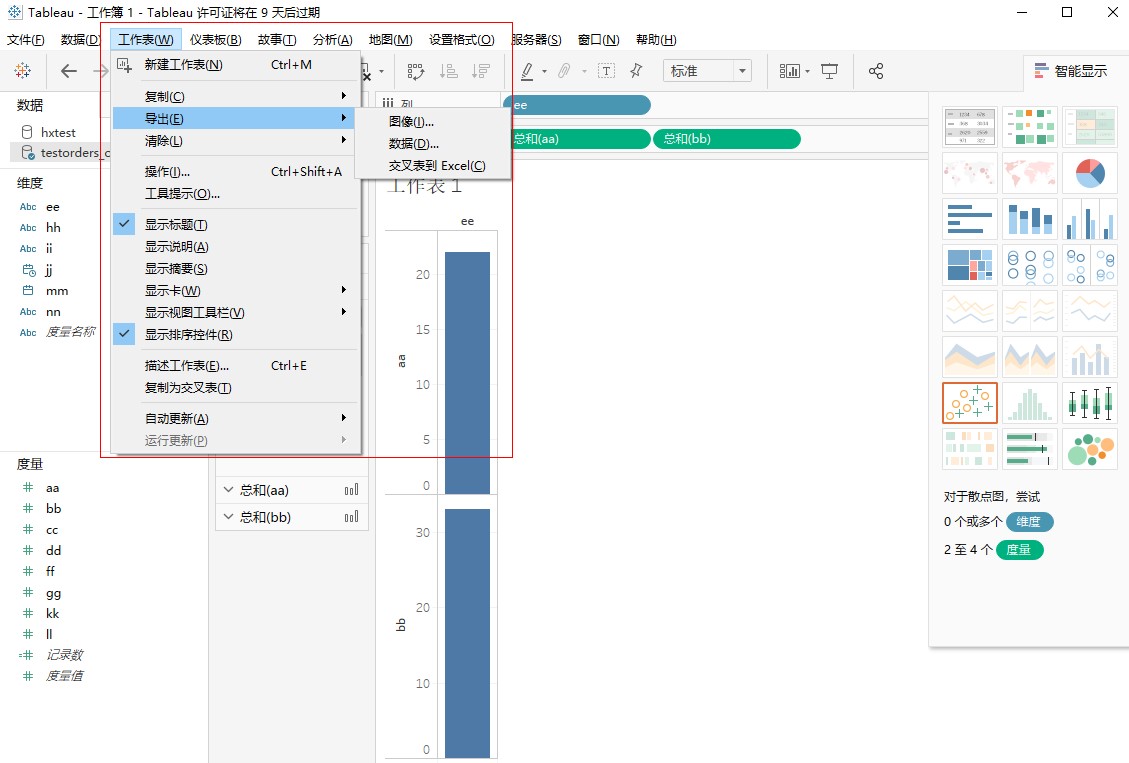 Tableau - 工作簿 1 - Tableau 许可证将在 9 天后过期
文件(F) 数据(D) 工作表(W) 仪表板(B) 故事(T) 分析(A) 地图(M) 设置格式(O) 服务器(S) 窗口(N) 帮助(H)
新建工作表(N) Ctrl+M
复制(C)
导出(E)
清除(L)
操作(I)... Ctrl+Shift+A
工具提示(O)...
显示标题(T)
显示说明(A)
显示摘要(S)
显示卡(W)
显示视图工具栏(V)
显示排序控件(R)
描述工作表(E)... Ctrl+E
复制为交叉表(T)
自动更新(A)
运行更新(P)
图像(I)...
数据(D)...
交叉表到 Excel(C)
标准
智能显示
数据
hxtest
testorders_c
维度
Abc ee
Abc hh
Abc ii
jj
mm
Abc nn
Abc 度量名称
度量
aa
bb
cc
dd
ff
gg
kk
ll
记录数
度量值
总和(aa)
总和(bb)
列
ee
总和(aa) 总和(bb)
工作表 1
ee
20
15
10
5
0
aa
30
20
10
0
bb
对于散点图，尝试
0 个或多个 维度
2 至 4 个 度量